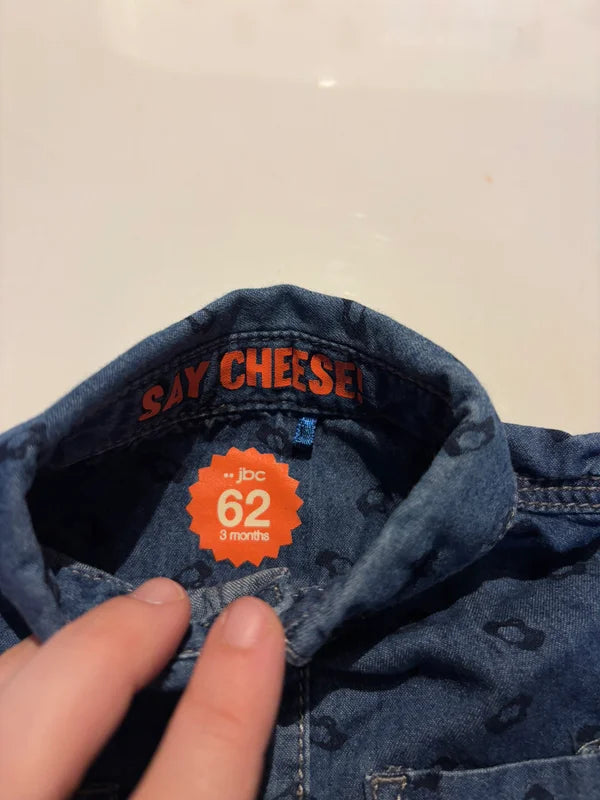 SAY CHEESE!
jbc
62
3 months